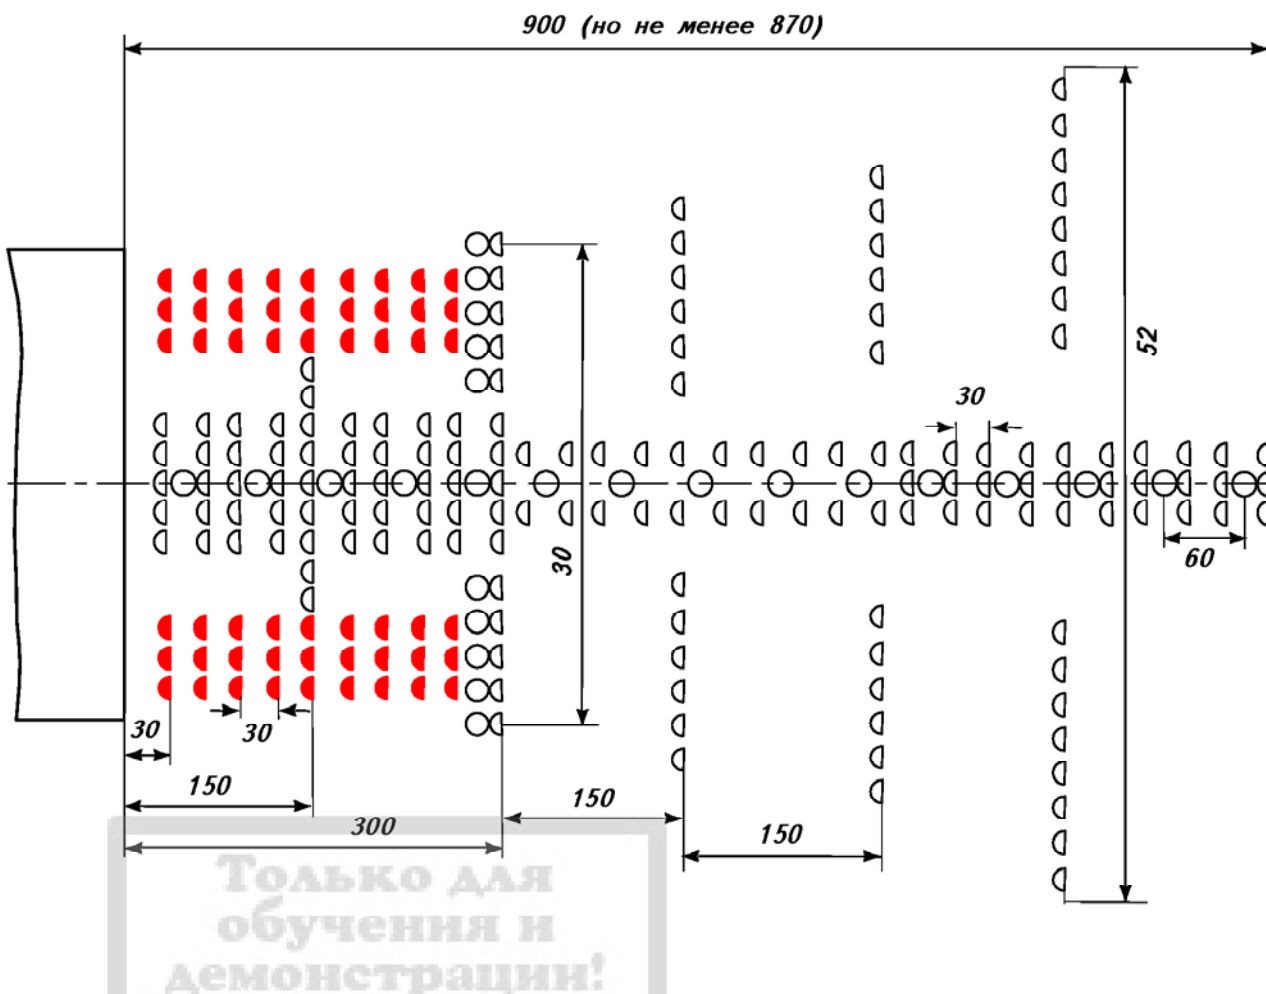 900 (но не менее 870)
52
30
30
60
30
30
150
150
300
150
Только для
обучения и
демонстрации!